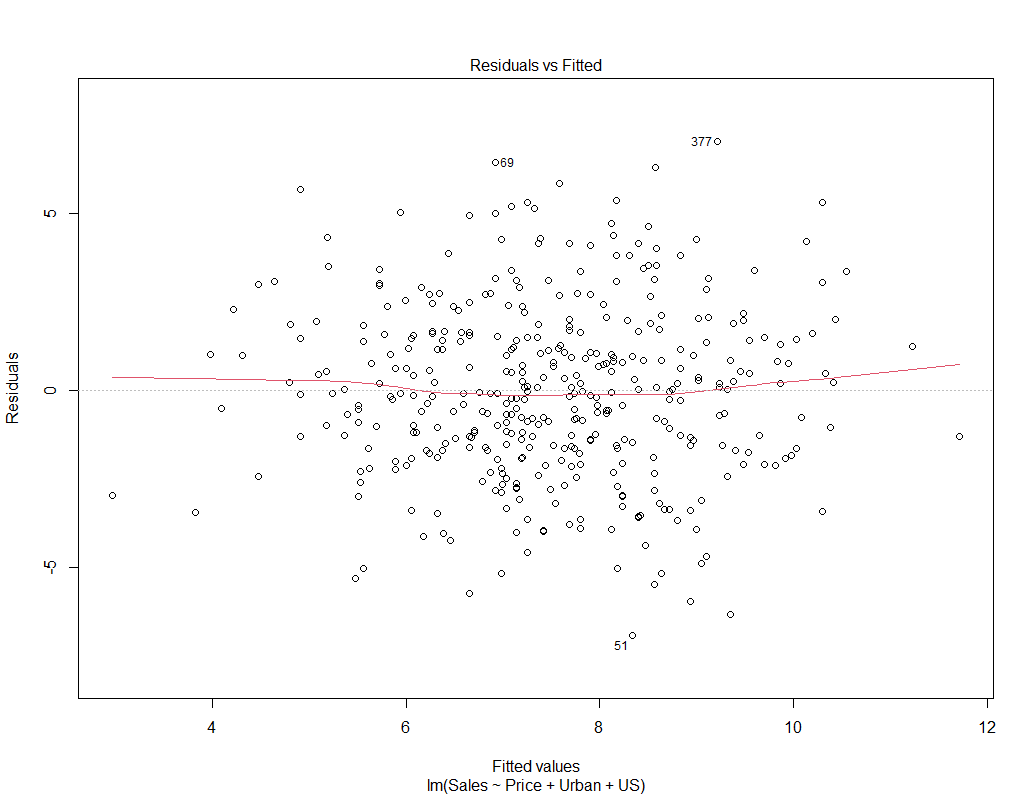 Residuals vs Fitted
377
69
5
0
-5
Residuals
51
4 6 8 10 12
Fitted values
lm(Sales ~ Price + Urban + US)